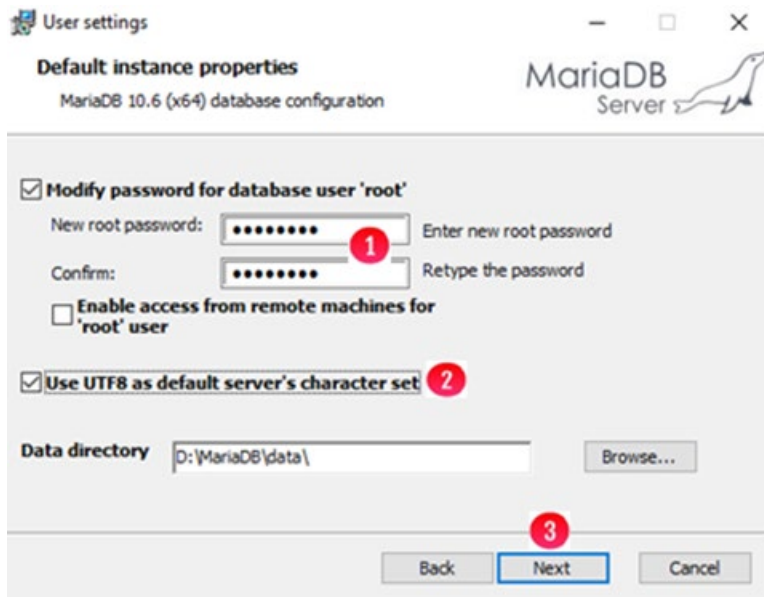 User settings
Default instance properties
MariaDB 10.6 (x64) database configuration
MariaDB
Server
Modify password for database user 'root'
New root password: ●●●●●●●● Enter new root password
1
Confirm: ●●●●●●●● Retype the password
Enable access from remote machines for
'root' user
Use UTF8 as default server's character set 2
Data directory D:\MariaDB\data\ Browse...
3
Back Next Cancel